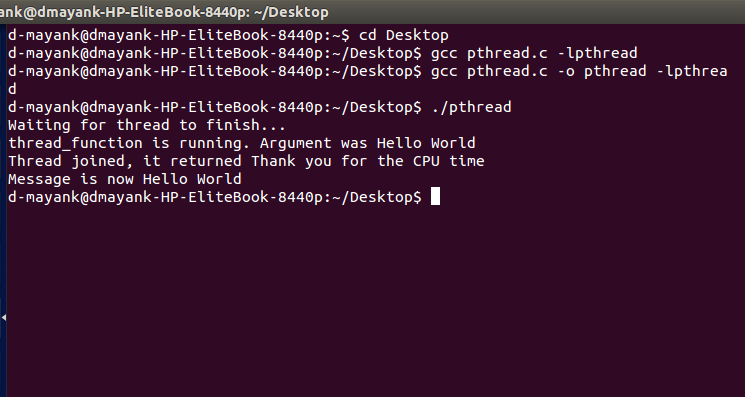 ank@dmayank-HP-EliteBook-8440p: ~/Desktop
d-mayank@dmayank-HP-EliteBook-8440p:~$ cd Desktop
d-mayank@dmayank-HP-EliteBook-8440p:~/Desktop$ gcc pthread.c -lpthread
d-mayank@dmayank-HP-EliteBook-8440p:~/Desktop$ gcc pthread.c -o pthread -lpthrea
d
d-mayank@dmayank-HP-EliteBook-8440p:~/Desktop$ ./pthread
Waiting for thread to finish...
thread_function is running. Argument was Hello World
Thread joined, it returned Thank you for the CPU time
Message is now Hello World
d-mayank@dmayank-HP-EliteBook-8440p:~/Desktop$